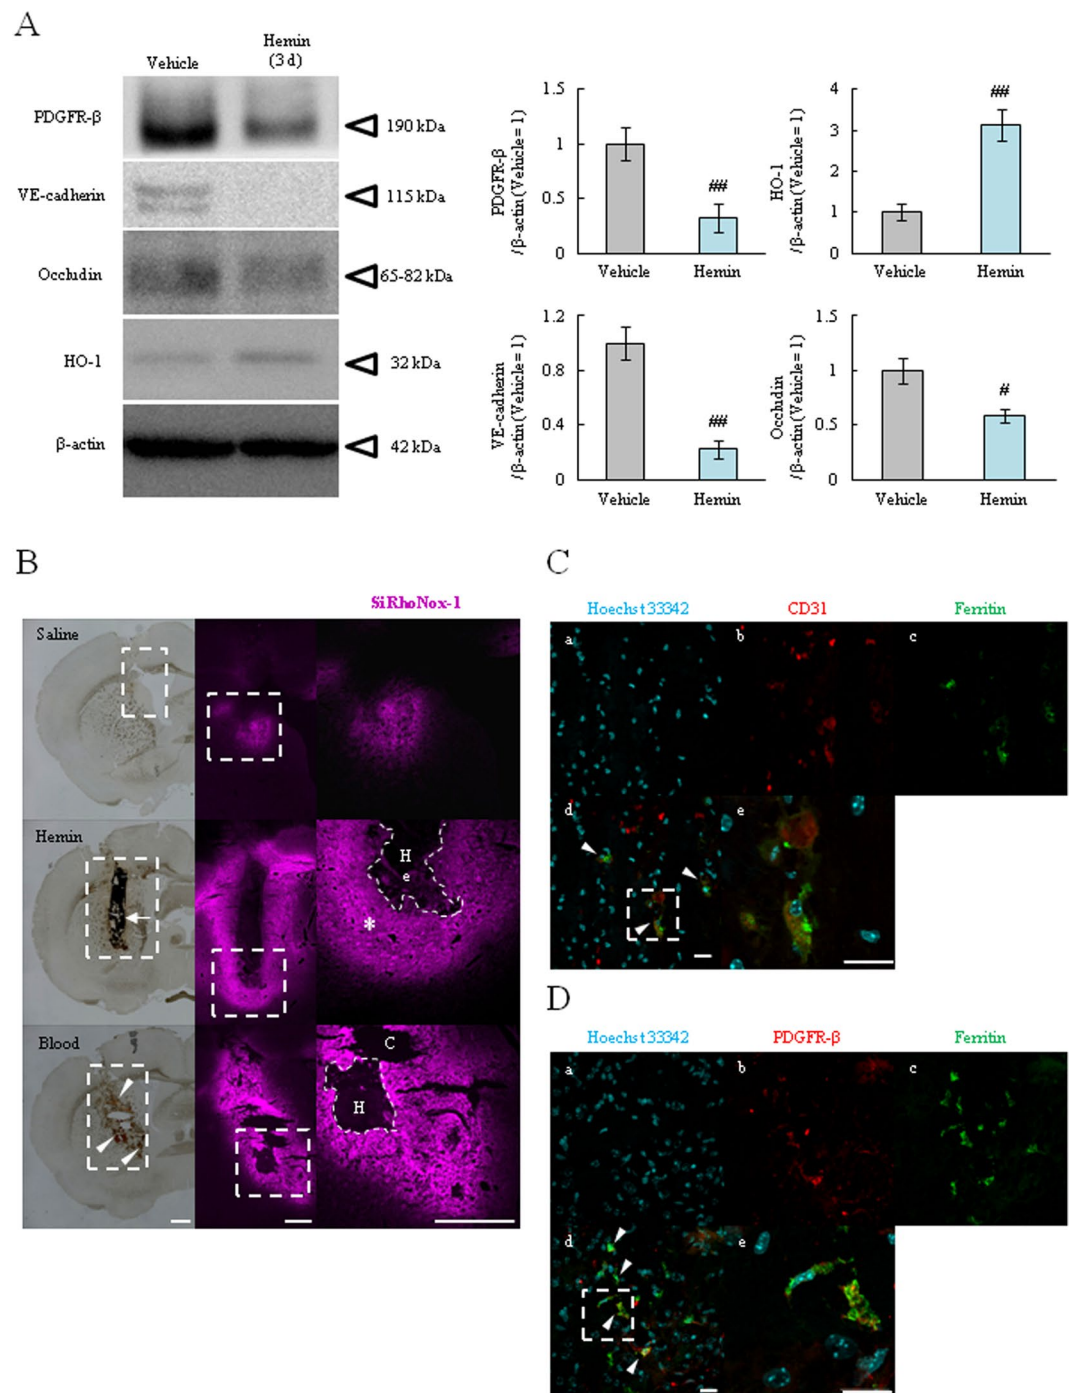 A
Vehicle
Hemin
(3 d)
PDGFR-β
190 kDa
VE-cadherin
115 kDa
Occludin
65-82 kDa
HO-1
32 kDa
β-actin
42 kDa
PDGFR-β
/β-actin (Vehicle = 1)
1.5
1
0.5
0
##
Vehicle
Hemin
HO-1
/β-actin (Vehicle = 1)
4
3
2
1
0
##
Vehicle
Hemin
VE-cadherin
/β-actin (Vehicle = 1)
1.2
0.8
0.4
0
##
Vehicle
Hemin
Occludin
/β-actin (Vehicle = 1)
1.5
1
0.5
0
#
Vehicle
Hemin
B
SiRhoNox-1
Saline
Hemin
H
e
*
Blood
C
H
C
Hoechst 33342
CD31
Ferritin
a
b
c
d
e
D
Hoechst 33342
PDGFR-β
Ferritin
a
b
c
d
e